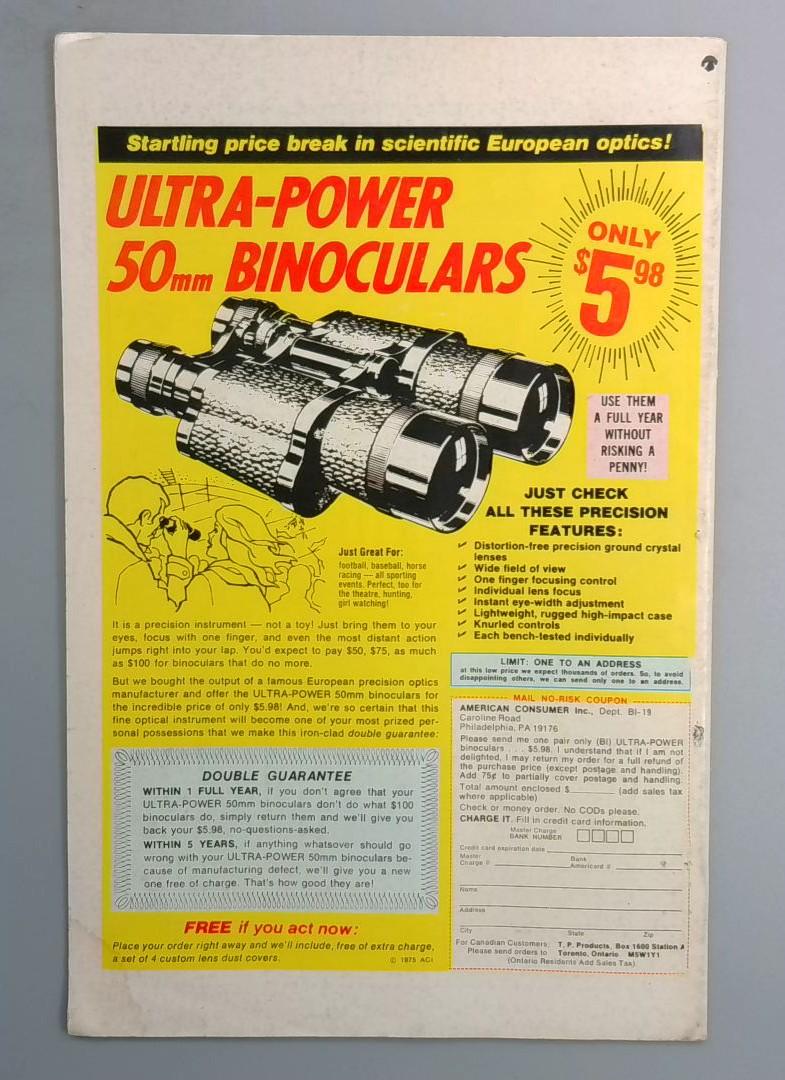 Startling price break in scientific European optics!
ULTRA-POWER
50mm BINOCULARS
ONLY
$5.98
USE THEM
A FULL YEAR
WITHOUT
RISKING A
PENNY!
JUST CHECK
ALL THESE PRECISION
FEATURES:
✓ Distortion-free precision ground crystal
lenses
✓ Wide field of view
✓ One finger focusing control
✓ Individual lens focus
✓ Instant eye-width adjustment
✓ Lightweight, rugged high-impact case
✓ Knurled controls
✓ Each bench-tested individually
Just Great For:
football, baseball, horse
racing — all sporting
events. Perfect, too for
the theatre, hunting,
girl watching!
It is a precision instrument — not a toy! Just bring them to your
eyes, focus with one finger, and even the most distant action
jumps right into your lap. You'd expect to pay $50, $75, as much
as $100 for binoculars that do no more.
But we bought the output of a famous European precision optics
manufacturer and offer the ULTRA-POWER 50mm binoculars for
the incredible price of only $5.98! And, we're so certain that this
fine optical instrument will become one of your most prized per-
sonal possessions that we make this iron-clad double guarantee:
DOUBLE GUARANTEE
WITHIN 1 FULL YEAR, if you don't agree that your
ULTRA-POWER 50mm binoculars don't do what $100
binoculars do, simply return them and we'll give you
back your $5.98, no-questions-asked.
WITHIN 5 YEARS, if anything whatsover should go
wrong with your ULTRA-POWER 50mm binoculars be-
cause of manufacturing defect, we'll give you a new
one free of charge. That's how good they are!
FREE if you act now:
Place your order right away and we'll include, free of extra charge,
a set of 4 custom lens dust covers.
© 1975 ACI
LIMIT: ONE TO AN ADDRESS
at this low price we expect thousands of orders. So, to avoid
disappointing others, we can send only one to an address.
MAIL NO-RISK COUPON
AMERICAN CONSUMER Inc., Dept. BI-19
Caroline Road
Philadelphia, PA 19176
Please send me one pair only (BI) ULTRA-POWER
binoculars . . . $5.98. I understand that if I am not
delighted, I may return my order for a full refund of
the purchase price (except postage and handling).
Add 75¢ to partially cover postage and handling.
Total amount enclosed $ (add sales tax
where applicable)
Check or money order. No CODs please.
CHARGE IT. Fill in credit card information.
Master Charge
BANK NUMBER
Credit card expiration date
Master Charge #
Bank Americard #
Name
Address
City State Zip
For Canadian Customers, T. P. Products, Box 1600 Station A
Please send orders to Toronto, Ontario M5W1Y1
(Ontario Residents Add Sales Tax)